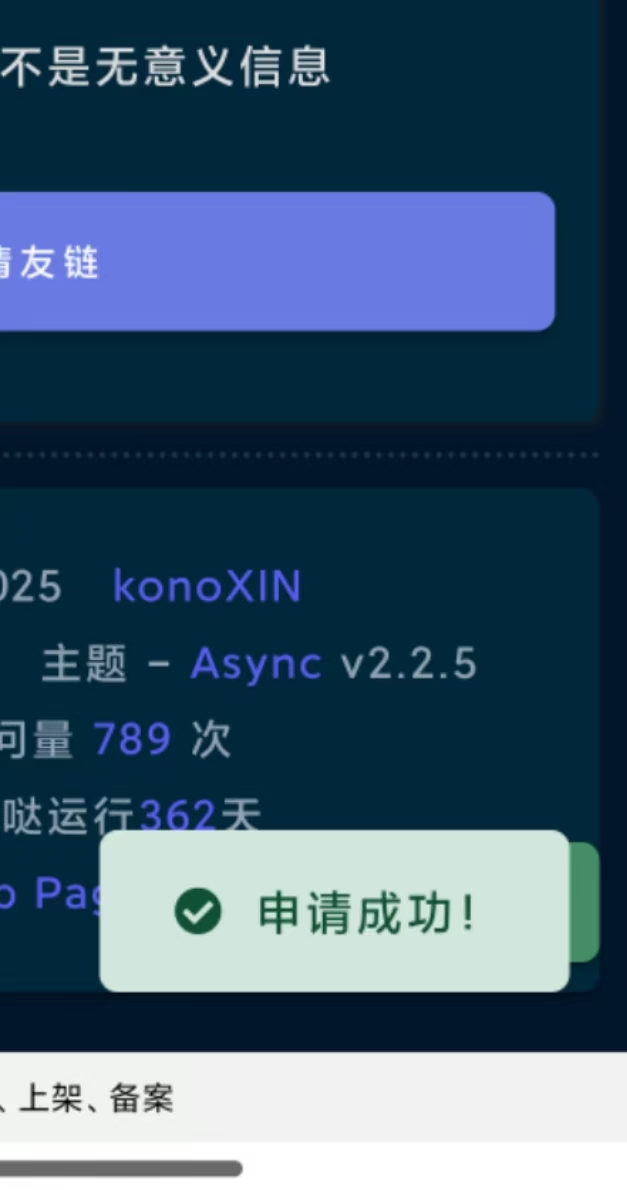 不是无意义信息
请友链
025 konoXIN
主题 - Async v2.2.5
问量 789 次
哒运行362天
o Pag
申请成功!
、上架、备案